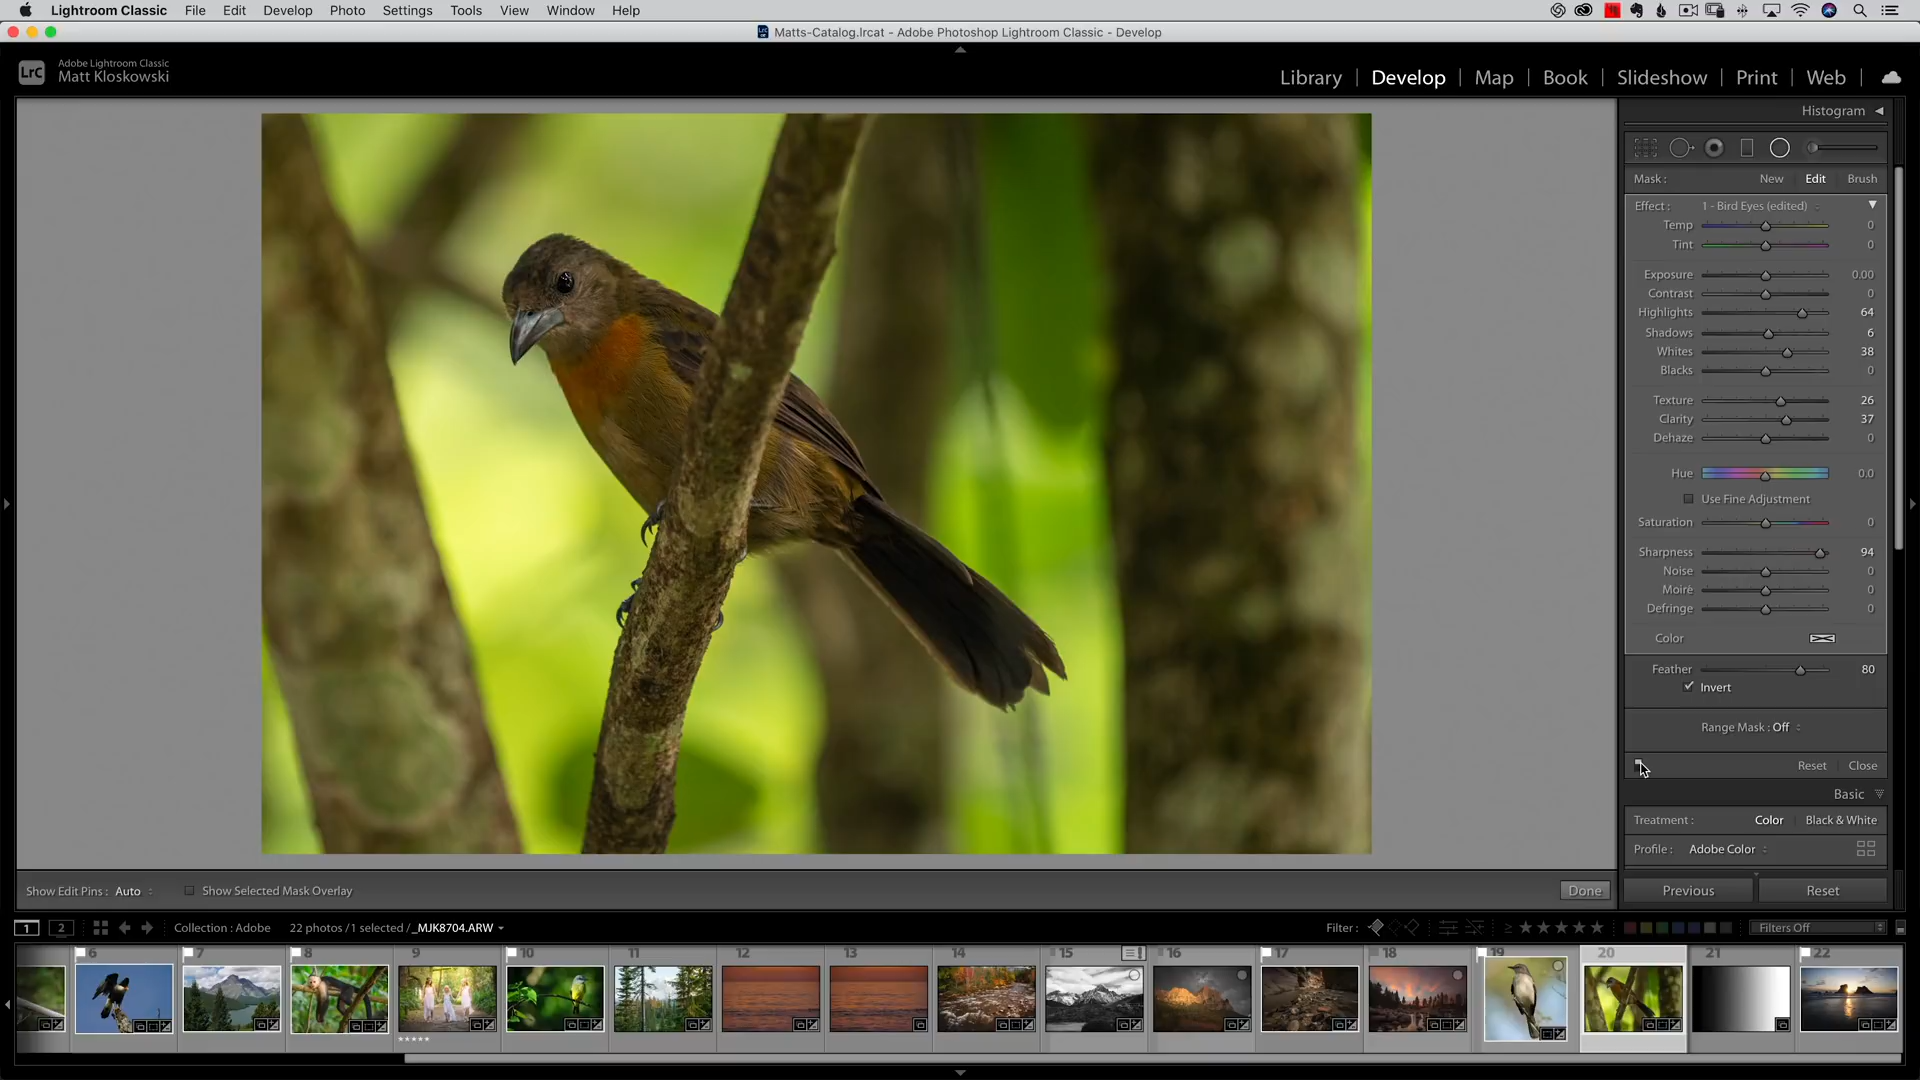 Lightroom Classic File Edit Develop Photo Settings Tools View Window Help
Matts-Catalog.lrcat - Adobe Photoshop Lightroom Classic - Develop
LrC
Adobe Lightroom Classic
Matt Kloskowski
Library | Develop | Map | Book | Slideshow | Print | Web
Histogram
Mask : New Edit Brush
Effect : 1 - Bird Eyes (edited)
Temp 0
Tint 0
Exposure 0.00
Contrast 0
Highlights 64
Shadows 6
Whites 38
Blacks 0
Texture 26
Clarity 37
Dehaze 0
Hue 0.0
Use Fine Adjustment
Saturation 0
Sharpness 94
Noise 0
Moiré 0
Defringe 0
Color
Feather 80
Invert
Range Mask : Off
Reset Close
Basic
Treatment : Color Black & White
Profile : Adobe Color
Show Edit Pins : Auto Show Selected Mask Overlay Done
Previous Reset
1 2 Collection : Adobe 22 photos / 1 selected / _MJK8704.ARW Filter : ≥ ★★★★★ Filters Off
6 7 8 9 10 11 12 13 14 15 16 17 18 19 20 21 22
★★★★★